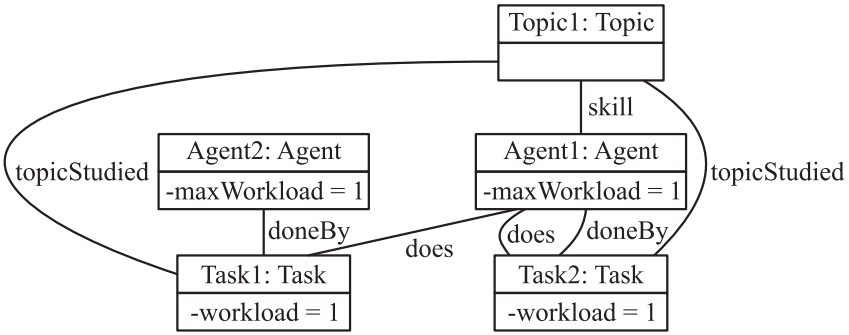 Topic1: Topic
skill
topicStudied
Agent2: Agent
Agent1: Agent
topicStudied
-maxWorkload = 1
-maxWorkload = 1
doneBy
does
does
doneBy
Task1: Task
Task2: Task
-workload = 1
-workload = 1